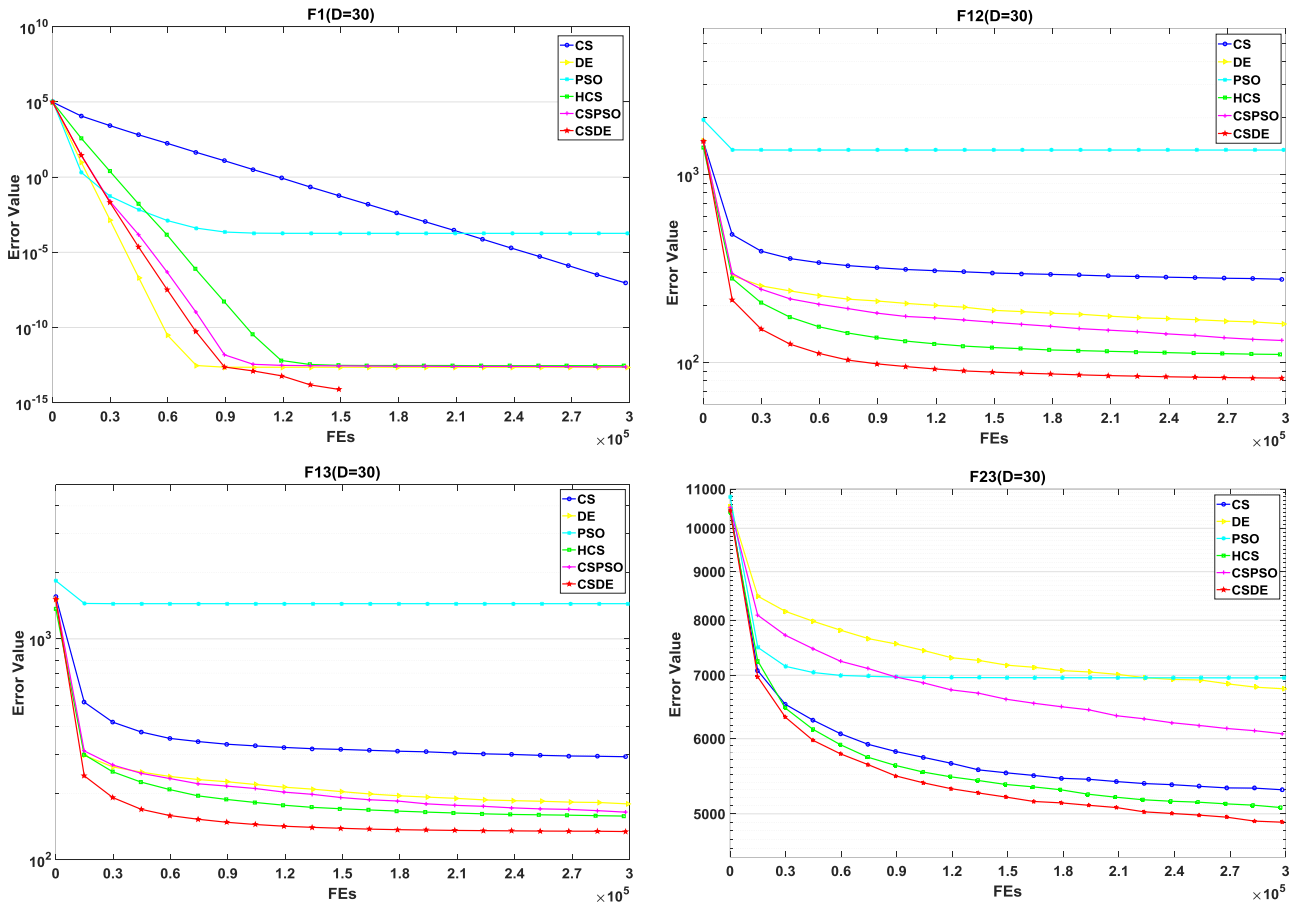 F1(D=30)
Error Value
10^10
10^5
10^0
10^-5
10^-10
10^-15
0 0.3 0.6 0.9 1.2 1.5 1.8 2.1 2.4 2.7 3
FEs
×10^5
CS
DE
PSO
HCS
CSPSO
CSDE
F12(D=30)
Error Value
10^3
10^2
0 0.3 0.6 0.9 1.2 1.5 1.8 2.1 2.4 2.7 3
FEs
×10^5
CS
DE
PSO
HCS
CSPSO
CSDE
F13(D=30)
Error Value
10^3
10^2
0 0.3 0.6 0.9 1.2 1.5 1.8 2.1 2.4 2.7 3
FEs
×10^5
CS
DE
PSO
HCS
CSPSO
CSDE
F23(D=30)
Error Value
11000
10000
9000
8000
7000
6000
5000
0 0.3 0.6 0.9 1.2 1.5 1.8 2.1 2.4 2.7 3
FEs
×10^5
CS
DE
PSO
HCS
CSPSO
CSDE